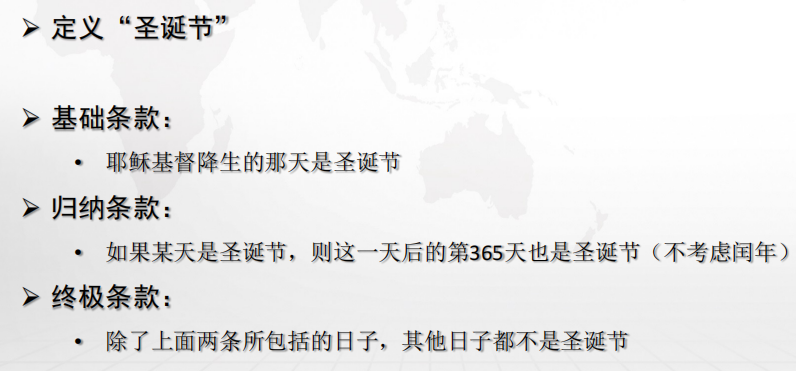 ➢ 定义“圣诞节”
➢ 基础条款：
• 耶稣基督降生的那天是圣诞节
➢ 归纳条款：
• 如果某天是圣诞节，则这一天后的第365天也是圣诞节（不考虑闰年）
➢ 终极条款：
• 除了上面两条所包括的日子，其他日子都不是圣诞节